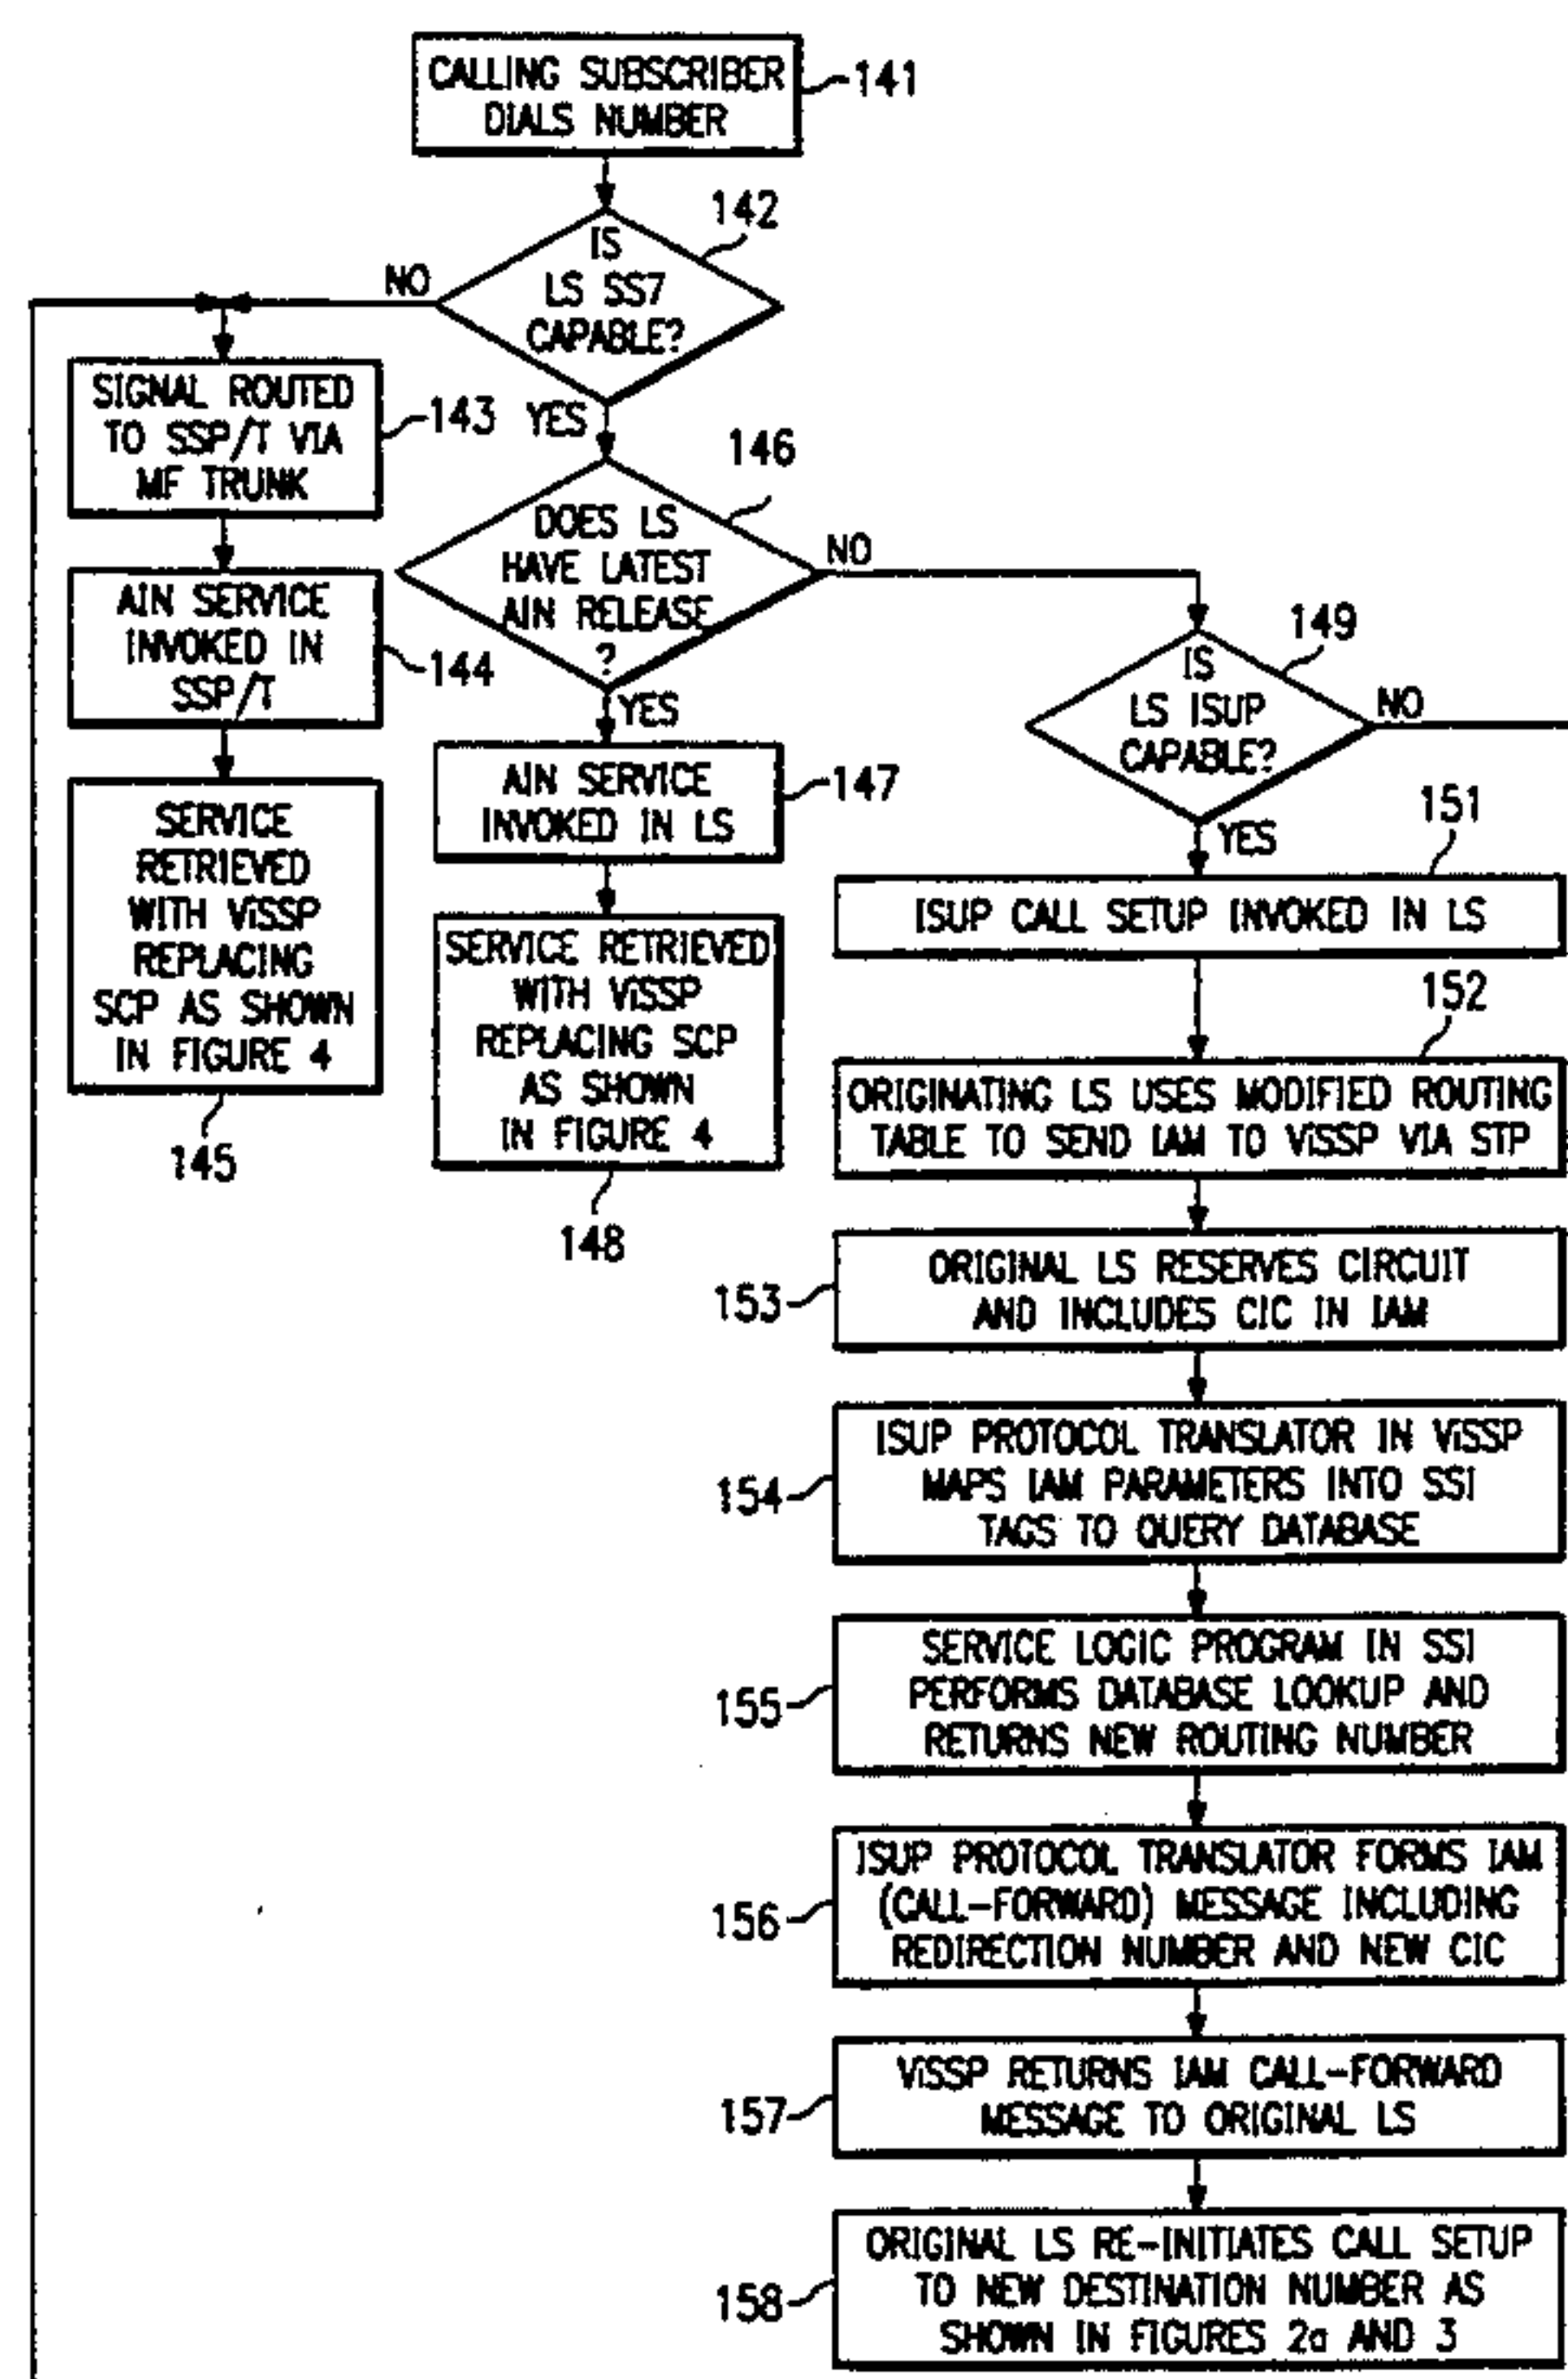 CALLING SUBSCRIBER
DIALS NUMBER
141
142
IS
LS SS7
CAPABLE?
NO
YES
SIGNAL ROUTED
TO SSP/T VIA
MF TRUNK
143
AIN SERVICE
INVOKED IN
SSP/T
144
SERVICE
RETRIEVED
WITH ViSSP
REPLACING
SCP AS SHOWN
IN FIGURE 4
145
146
DOES LS
HAVE LATEST
AIN RELEASE
?
NO
YES
AIN SERVICE
INVOKED IN LS
147
SERVICE RETRIEVED
WITH ViSSP
REPLACING SCP
AS SHOWN
IN FIGURE 4
148
149
IS
LS ISUP
CAPABLE?
NO
YES
151
ISUP CALL SETUP INVOKED IN LS
152
ORIGINATING LS USES MODIFIED ROUTING
TABLE TO SEND IAM TO ViSSP VIA STP
ORIGINAL LS RESERVES CIRCUIT
AND INCLUDES CIC IN IAM
153
ISUP PROTOCOL TRANSLATOR IN ViSSP
MAPS IAM PARAMETERS INTO SSI
TAGS TO QUERY DATABASE
154
SERVICE LOGIC PROGRAM IN SSI
PERFORMS DATABASE LOOKUP AND
RETURNS NEW ROUTING NUMBER
155
ISUP PROTOCOL TRANSLATOR FORMS IAM
(CALL-FORWARD) MESSAGE INCLUDING
REDIRECTION NUMBER AND NEW CIC
156
ViSSP RETURNS IAM CALL-FORWARD
MESSAGE TO ORIGINAL LS
157
ORIGINAL LS RE-INITIATES CALL SETUP
TO NEW DESTINATION NUMBER AS
SHOWN IN FIGURES 2a AND 3
158